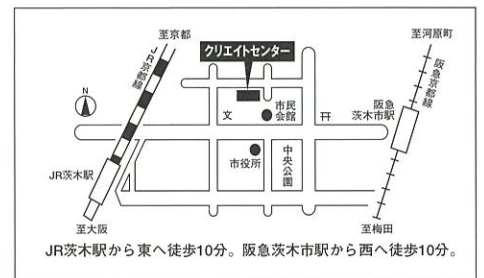 至京都
至河原町
クリエイトセンター
JR京都線
阪急京都線
N
市民
会館
文
阪急
茨木市駅
市役所
中央公園
JR茨木駅
至大阪
至梅田
JR茨木駅から東へ徒歩10分。阪急茨木市駅から西へ徒歩10分。